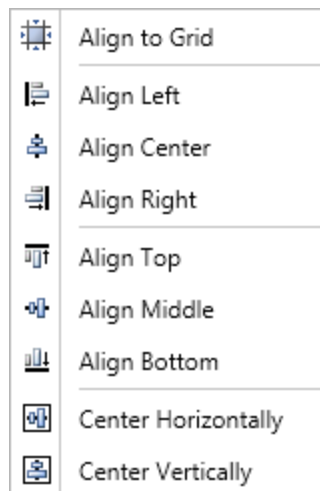 Align to Grid
Align Left
Align Center
Align Right
Align Top
Align Middle
Align Bottom
Center Horizontally
Center Vertically